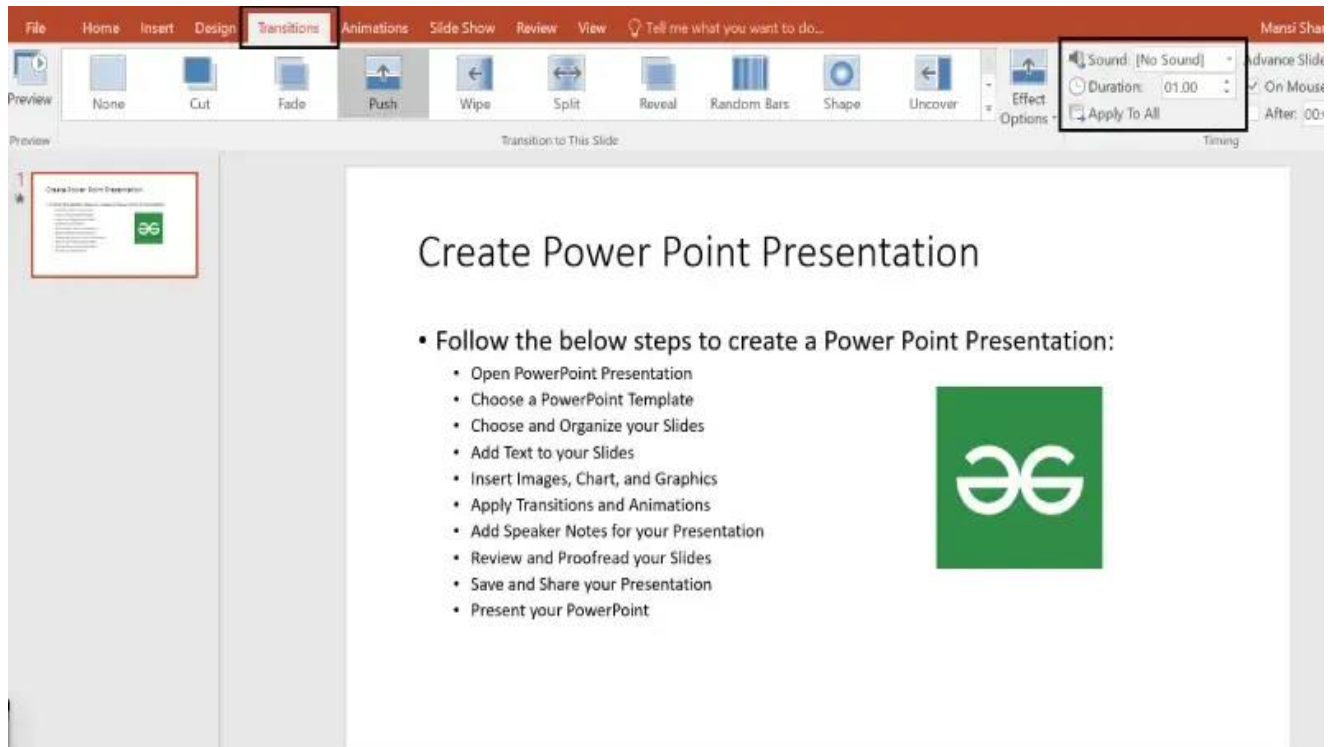 File Home Insert Design Transitions Animations Slide Show Review View Tell me what you want to do... Mansi Shar
Preview
None Cut Fade Push Wipe Split Reveal Random Bars Shape Uncover
Effect
Options
Sound: [No Sound]
Duration: 01.00
Apply To All
Advance Slide
On Mouse
After: 00:
Preview
Transition to This Slide
Timing
1
Create Power Point Presentation
• Follow the below steps to create a Power Point Presentation:
• Open PowerPoint Presentation
• Choose a PowerPoint Template
• Choose and Organize your Slides
• Add Text to your Slides
• Insert Images, Chart, and Graphics
• Apply Transitions and Animations
• Add Speaker Notes for your Presentation
• Review and Proofread your Slides
• Save and Share your Presentation
• Present your PowerPoint